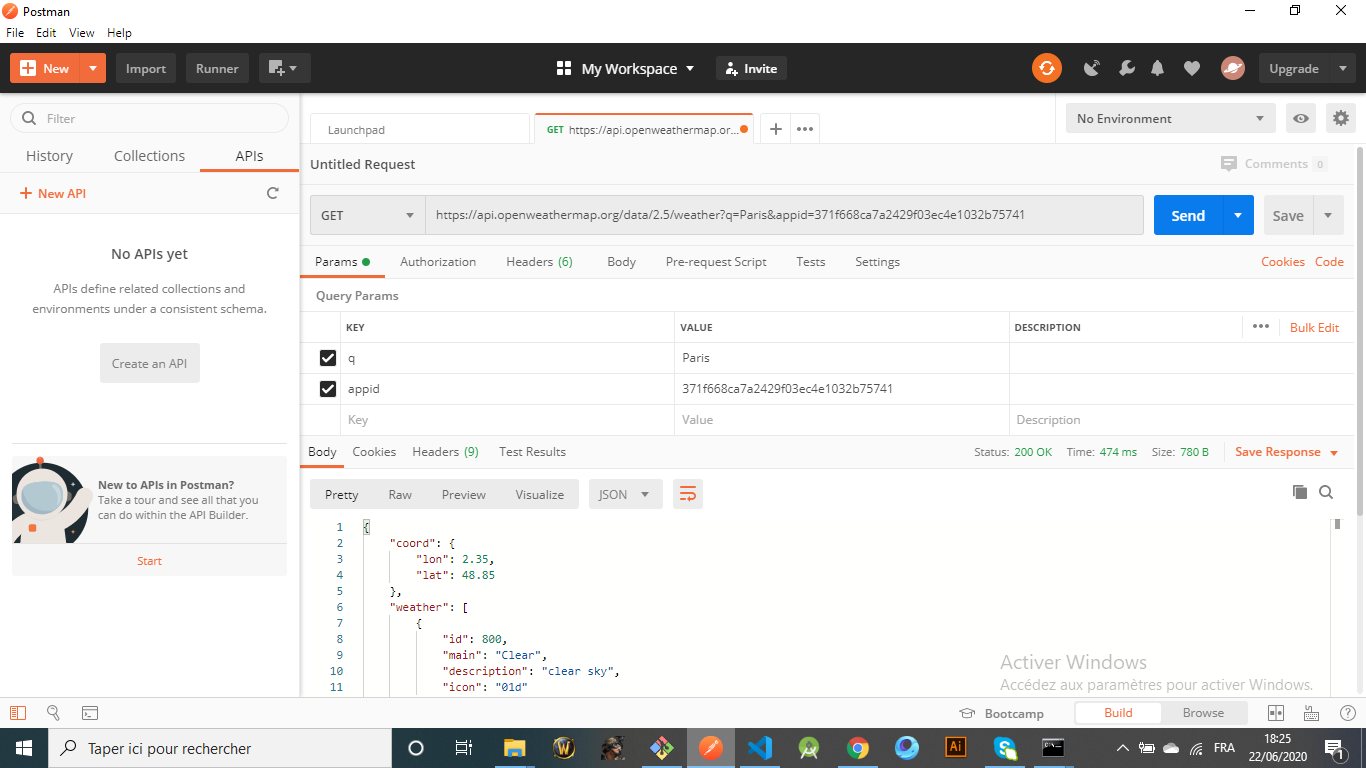 Postman
File Edit View Help
New Import Runner My Workspace Invite Upgrade
Filter
History Collections APIs
New API
No APIs yet
APIs define related collections and
environments under a consistent schema.
Create an API
New to APIs in Postman?
Take a tour and see all that you
can do within the API Builder.
Start
Launchpad
GET https://api.openweathermap.or...
No Environment
Untitled Request
Comments 0
GET https://api.openweathermap.org/data/2.5/weather?q=Paris&appid=371f668ca7a2429f03ec4e1032b75741 Send Save
Params Authorization Headers (6) Body Pre-request Script Tests Settings Cookies Code
Query Params
KEY VALUE DESCRIPTION Bulk Edit
q Paris
appid 371f668ca7a2429f03ec4e1032b75741
Key Value Description
Body Cookies Headers (9) Test Results Status: 200 OK Time: 474 ms Size: 780 B Save Response
Pretty Raw Preview Visualize JSON
1 {
2 "coord": {
3 "lon": 2.35,
4 "lat": 48.85
5 },
6 "weather": [
7 {
8 "id": 800,
9 "main": "Clear",
10 "description": "clear sky",
11 "icon": "01d"
Activer Windows
Accédez aux paramètres pour activer Windows.
Bootcamp Build Browse
Taper ici pour rechercher
Ai
FRA
18:25
22/06/2020
1